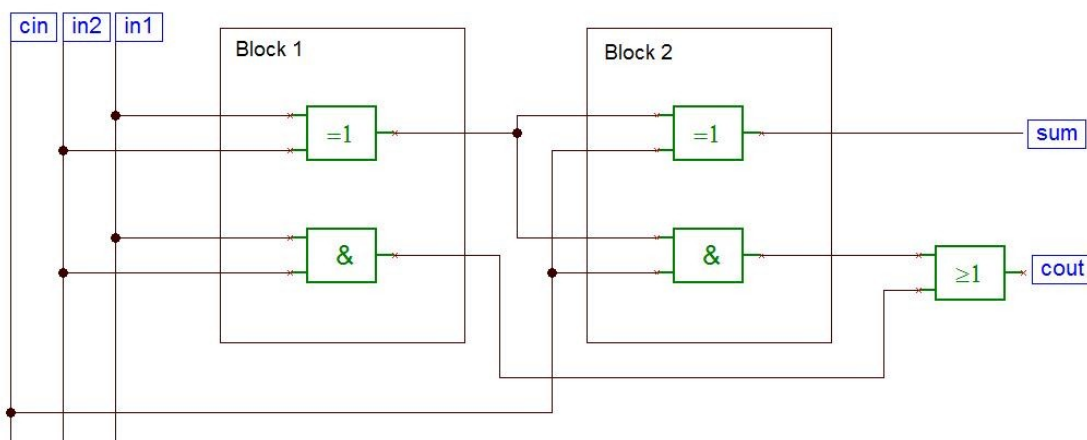 cin in2 in1
Block 1
Block 2
=1
=1
sum
&
&
≥1
cout